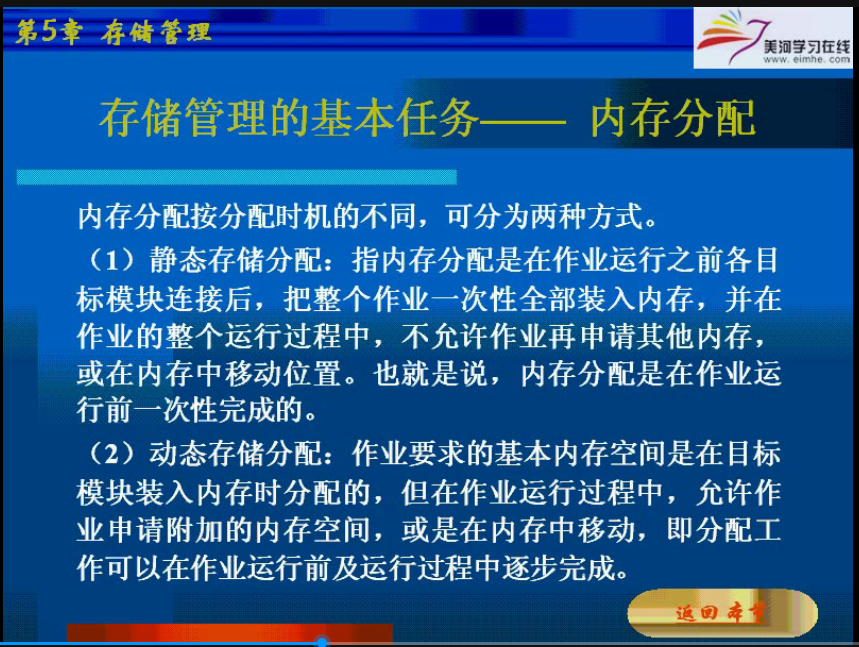 第5章 存储管理
美河学习在线
www.eimhe.com
存储管理的基本任务—— 内存分配
内存分配按分配时机的不同，可分为两种方式。
（1）静态存储分配：指内存分配是在作业运行之前各目
标模块连接后，把整个作业一次性全部装入内存，并在
作业的整个运行过程中，不允许作业再申请其他内存，
或在内存中移动位置。也就是说，内存分配是在作业运
行前一次性完成的。
（2）动态存储分配：作业要求的基本内存空间是在目标
模块装入内存时分配的，但在作业运行过程中，允许作
业申请附加的内存空间，或是在内存中移动，即分配工
作可以在作业运行前及运行过程中逐步完成。
返回本章